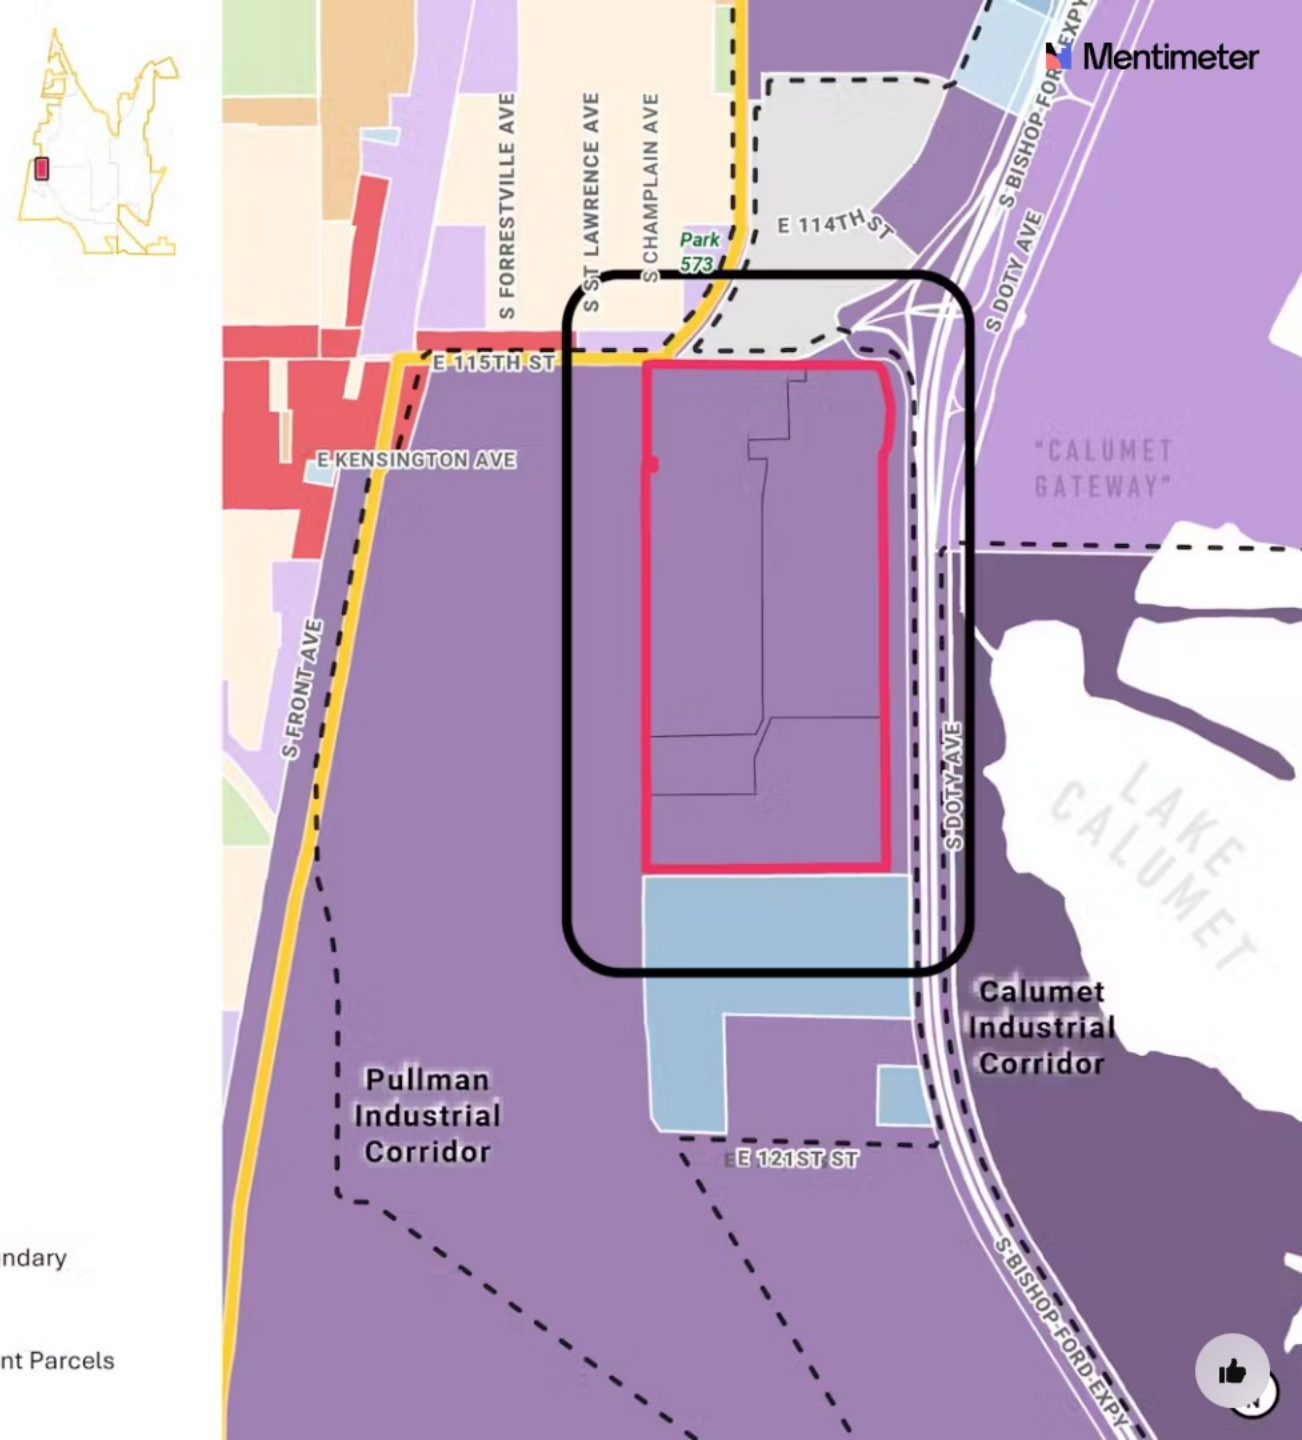 Mentimeter
S BISHOP-FORD-EXPY
S FORRESTVILLE AVE
S ST LAWRENCE AVE
S CHAMPLAIN AVE
Park
573
E 114TH ST
S DOTY AVE
E 115TH ST
E KENSINGTON AVE
"CALUMET
GATEWAY"
S FRONT AVE
S DOTY AVE
LAKE
CALUMET
Calumet
Industrial
Corridor
Pullman
Industrial
Corridor
E 121ST ST
S-BISHOP-FORD-EXPY
ndary
nt Parcels
N